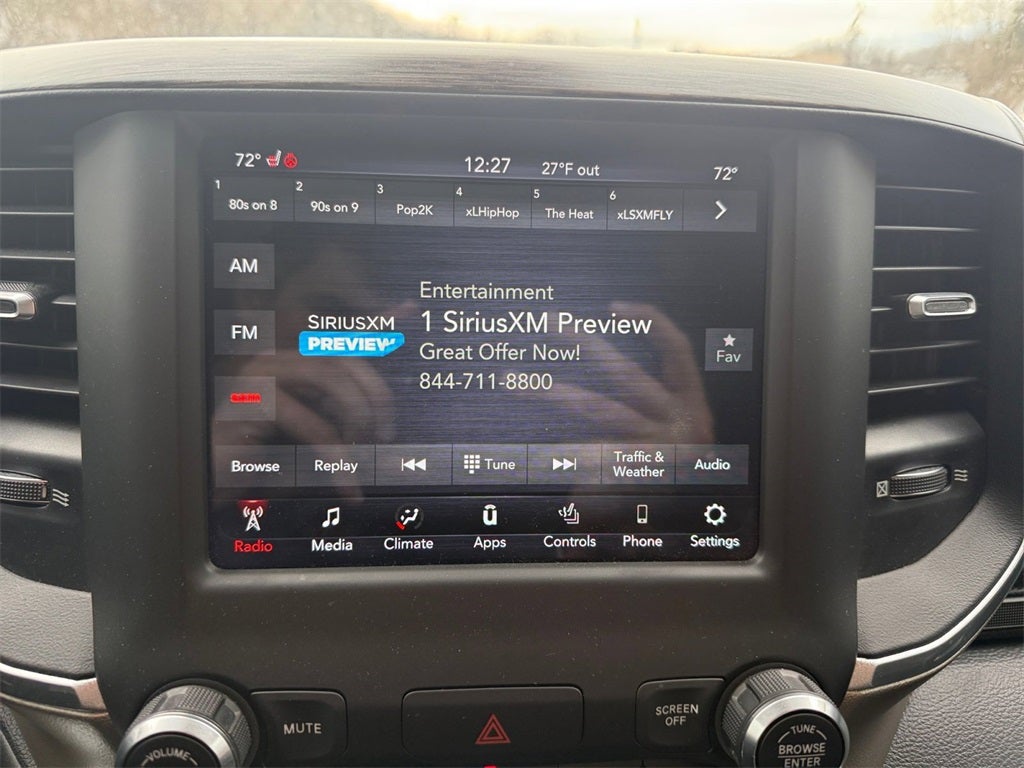 72° 12:27 27°F out 72°
1 80s on 8 2 90s on 9 3 Pop2K 4 xLHipHop 5 The Heat 6 xLSXMFLY
AM
FM
SIRIUSXM
PREVIEW
Entertainment
1 SiriusXM Preview
Great Offer Now!
844-711-8800
Fav
Browse Replay Tune Traffic & Weather Audio
Radio Media Climate Apps Controls Phone Settings
VOLUME
MUTE
SCREEN
OFF
TUNE
BROWSE
ENTER